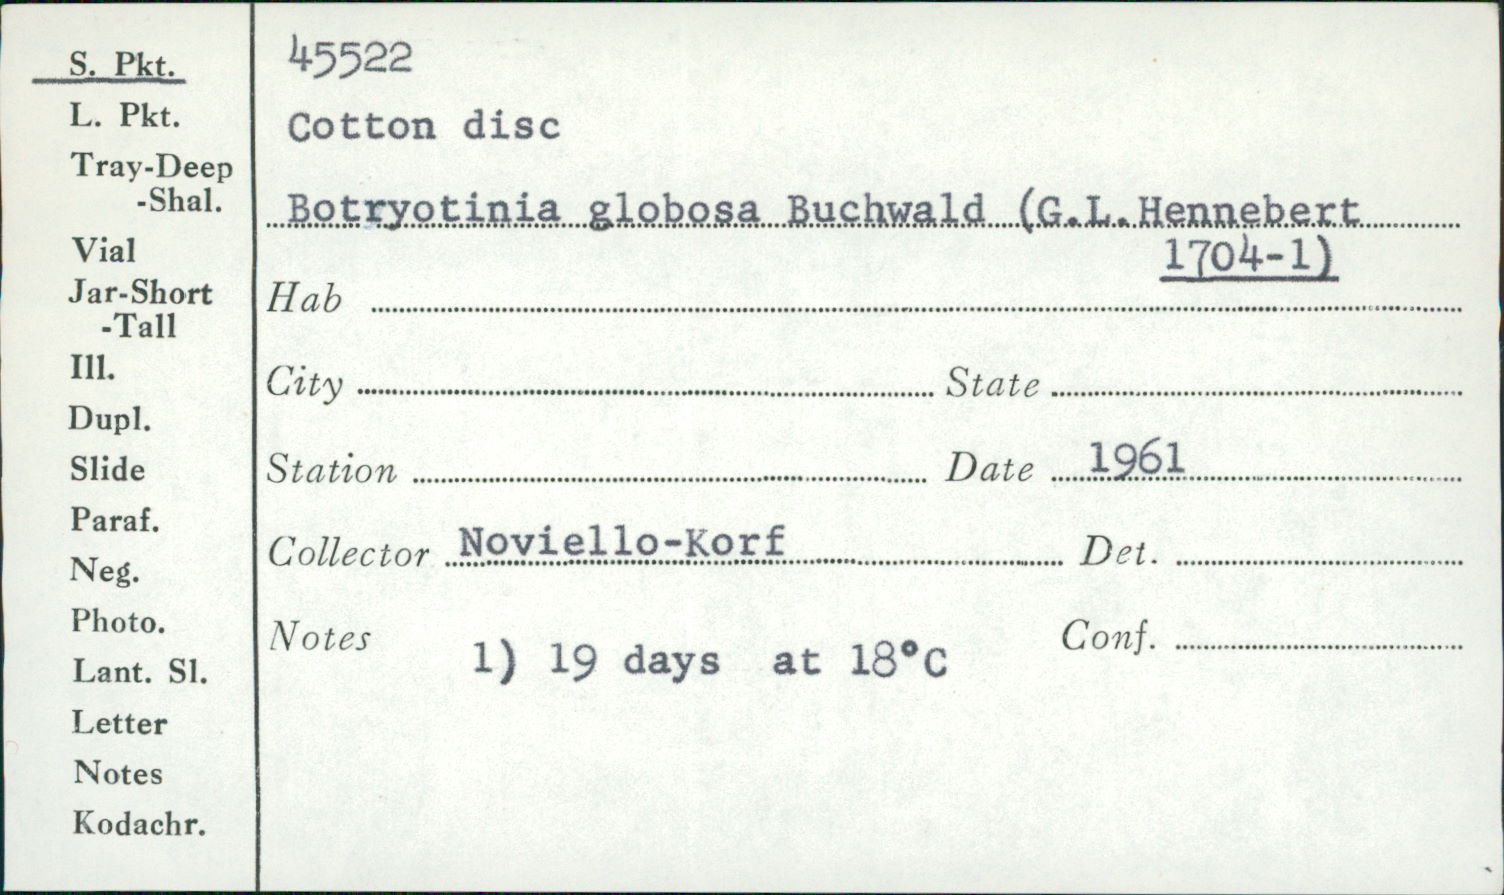 S. Pkt.
L. Pkt.
Tray-Deep
-Shal.
Vial
Jar-Short
-Tall
Ill.
Dupl.
Slide
Paraf.
Neg.
Photo.
Lant. Sl.
Letter
Notes
Kodachr.
45522
Cotton disc
Botryotinia globosa Buchwald (G.L.Hennebert
1704-1)
Hab
City State
Station Date 1961
Collector Noviello-Korf Det.
Notes Conf.
1) 19 days at 18°C